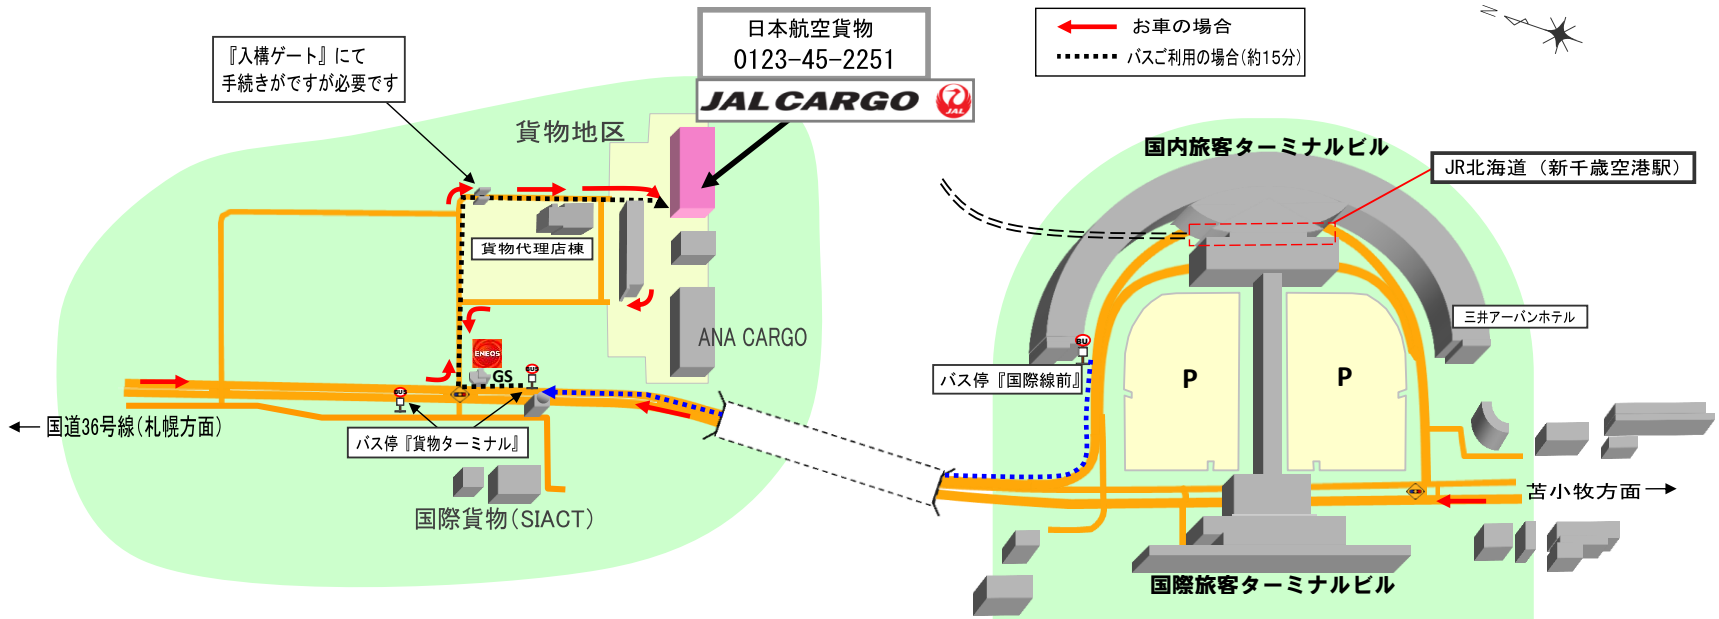 日本航空貨物
0123-45-2251
JAL CARGO
JAL
お車の場合
バスご利用の場合(約15分)
N
『入構ゲート』にて
手続きがですが必要です
貨物地区
貨物代理店棟
ANA CARGO
ENEOS
GS
BUS
BUS
国道36号線(札幌方面)
バス停『貨物ターミナル』
国際貨物(SIACT)
国内旅客ターミナルビル
JR北海道（新千歳空港駅）
三井アーバンホテル
BU
バス停『国際線前』
P
P
苫小牧方面
国際旅客ターミナルビル